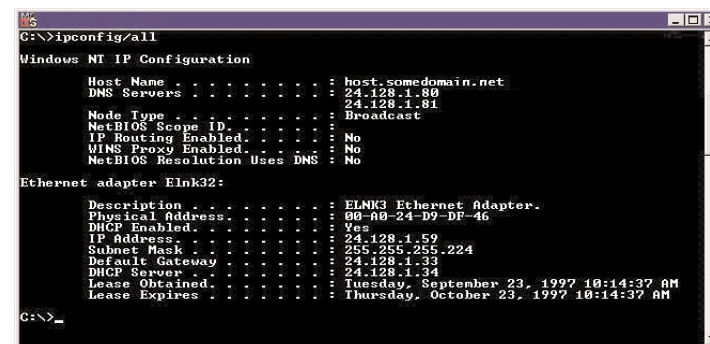 C:\>ipconfig/all
Windows NT IP Configuration
Host Name . . . . . . . . . : host.somedomain.net
DNS Servers . . . . . . . . : 24.128.1.80
24.128.1.81
Node Type . . . . . . . . . : Broadcast
NetBIOS Scope ID. . . . . . :
IP Routing Enabled. . . . . : No
WINS Proxy Enabled. . . . . : No
NetBIOS Resolution Uses DNS : No
Ethernet adapter Elnk32:
Description . . . . . . . . : ELNK3 Ethernet Adapter.
Physical Address. . . . . . : 00-A0-24-D9-DF-46
DHCP Enabled. . . . . . . . : Yes
IP Address. . . . . . . . . : 24.128.1.59
Subnet Mask . . . . . . . . : 255.255.255.224
Default Gateway . . . . . . : 24.128.1.33
DHCP Server . . . . . . . . : 24.128.1.34
Lease Obtained. . . . . . . : Tuesday, September 23, 1997 10:14:37 AM
Lease Expires . . . . . . . : Thursday, October 23, 1997 10:14:37 AM
C:\>_